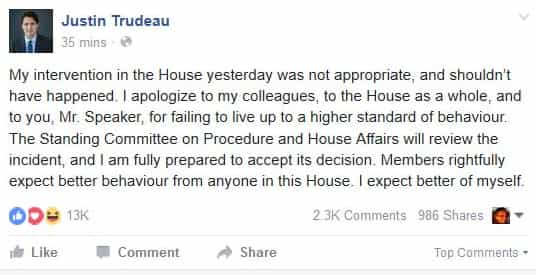 Justin Trudeau
35 mins ·
My intervention in the House yesterday was not appropriate, and shouldn't
have happened. I apologize to my colleagues, to the House as a whole, and
to you, Mr. Speaker, for failing to live up to a higher standard of behaviour.
The Standing Committee on Procedure and House Affairs will review the
incident, and I am fully prepared to accept its decision. Members rightfully
expect better behaviour from anyone in this House. I expect better of myself.
13K 2.3K Comments 986 Shares
Like Comment Share Top Comments